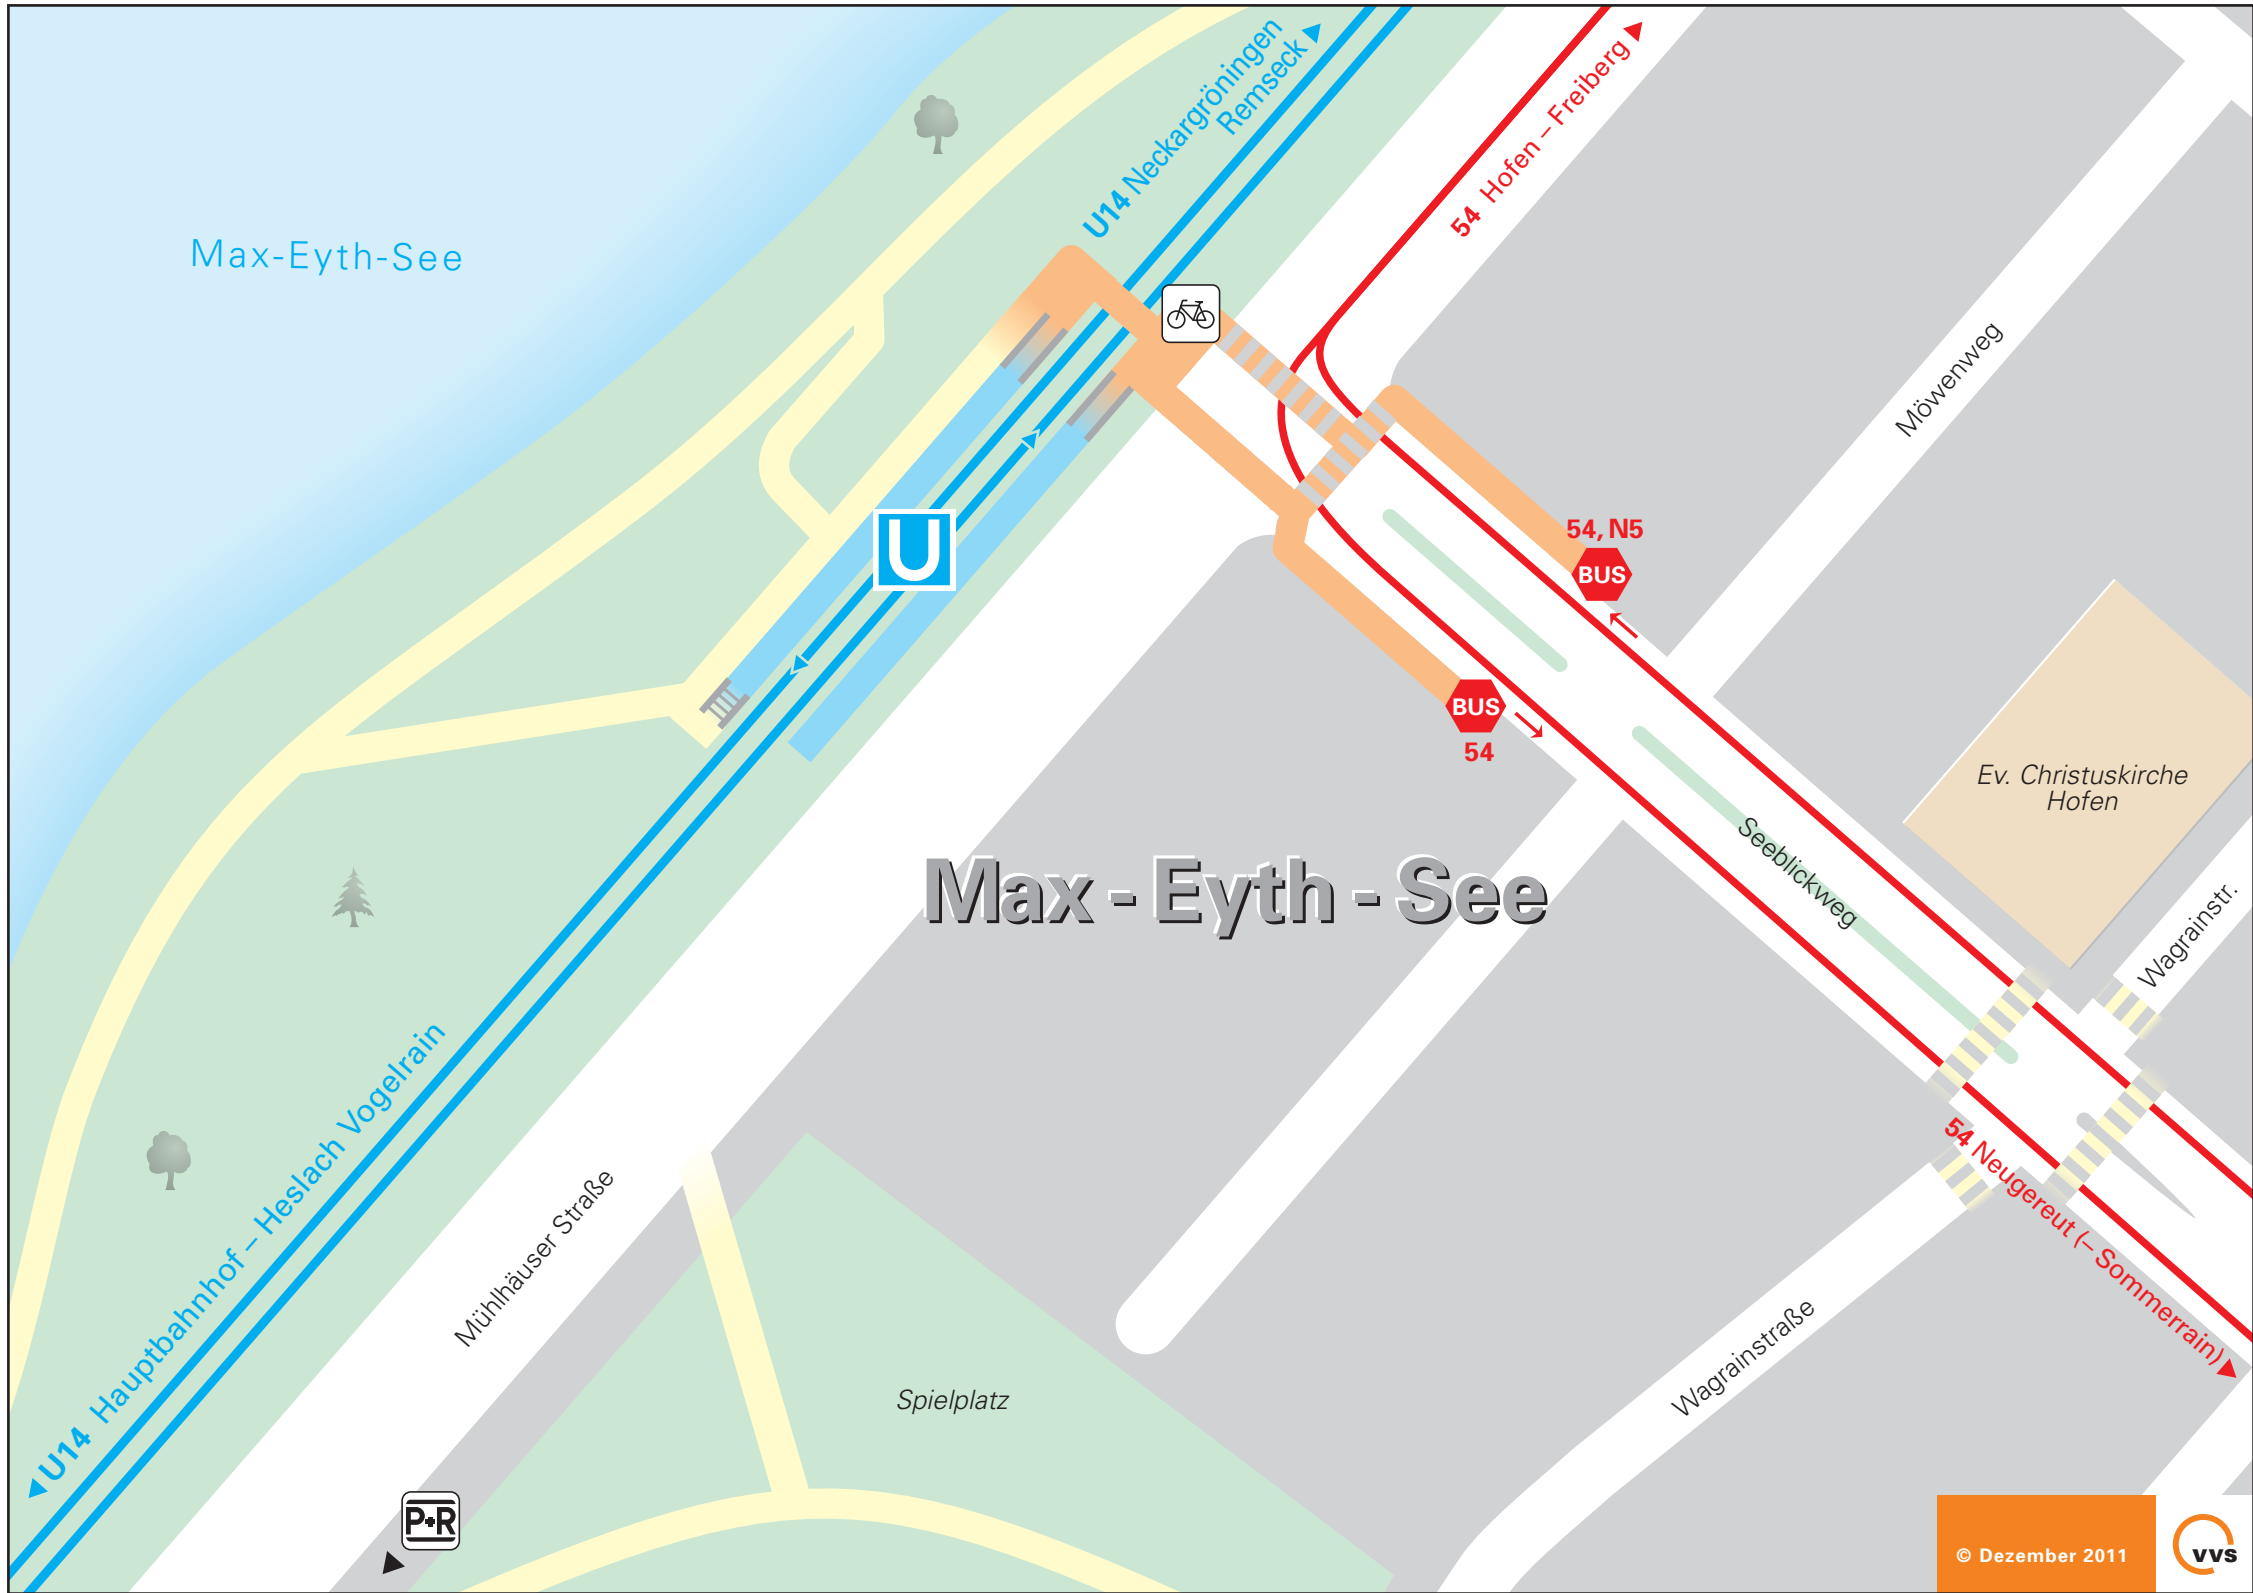 U14 Neckargröningen
Remseck
54 Hofen – Freiberg
Max-Eyth-See
Möwenweg
54, N5
BUS
U
BUS
54
Ev. Christuskirche
Hofen
Seeblickweg
Max - Eyth - See
Wagrainstr.
54 Neugereut (– Sommerrain)
U14 Hauptbahnhof – Heslach Vogelrain
Mühlhäuser Straße
Wagrainstraße
Spielplatz
P+R
© Dezember 2011
vvs